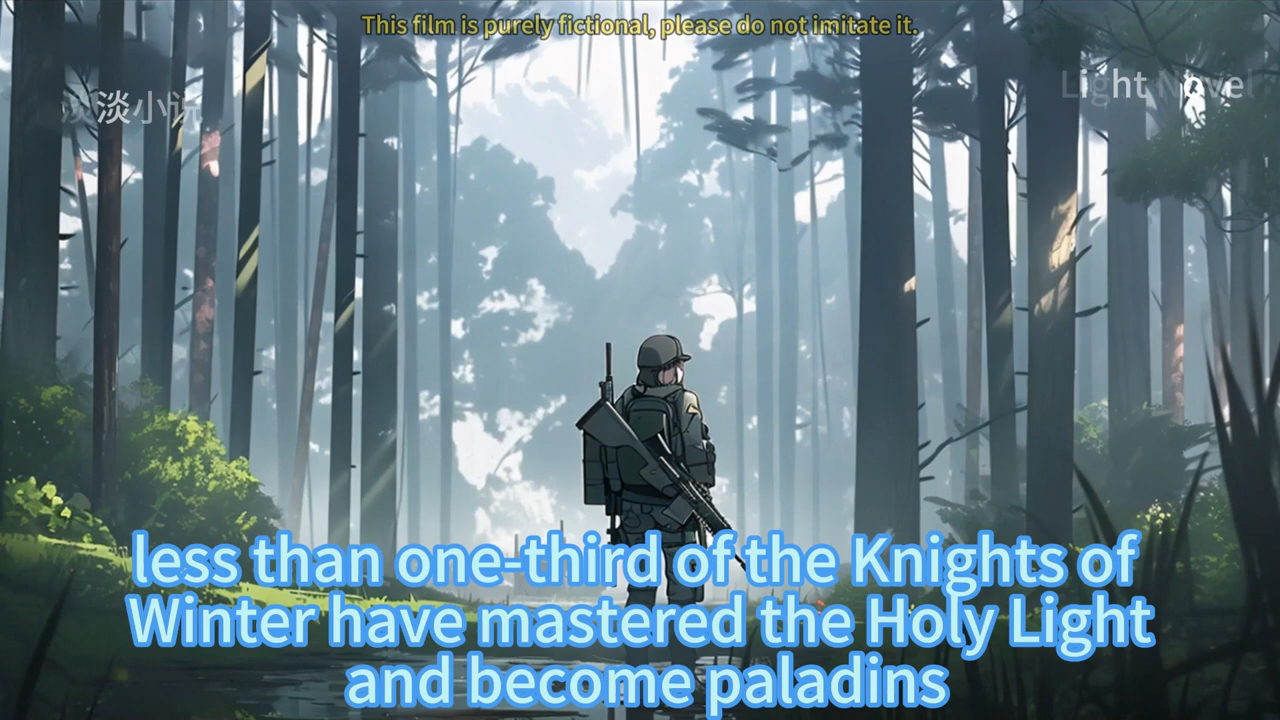 This film is purely fictional, please do not imitate it.
Light Novel
淡淡小说
less than one-third of the Knights of
Winter have mastered the Holy Light
and become paladins